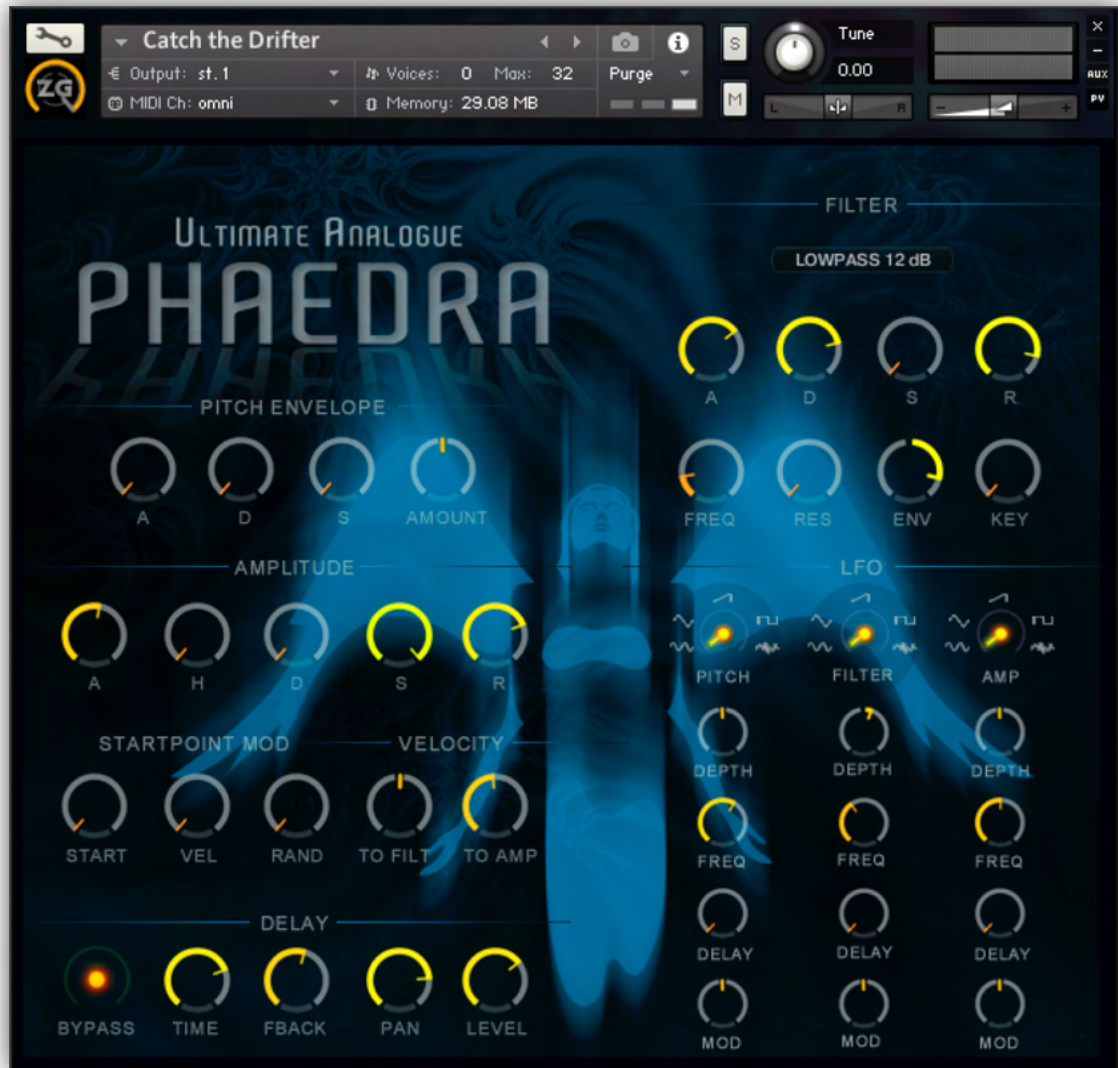 Catch the Drifter
S
Tune
X
Output: st.1
Voices: 0 Max: 32
Purge
0.00
AUX
ZG
MIDI Ch: omni
Memory: 29.08 MB
M
L
R
PV
ULTIMATE ANALOGUE
PHAEDRA
FILTER
LOWPASS 12 dB
A D S R
PITCH ENVELOPE
A D S AMOUNT
FREQ RES ENV KEY
AMPLITUDE
A H D S R
LFO
PITCH FILTER AMP
DEPTH DEPTH DEPTH
STARTPOINT MOD
VELOCITY
START VEL RAND TO FILT TO AMP
FREQ FREQ FREQ
DELAY
BYPASS TIME FBACK PAN LEVEL
DELAY DELAY DELAY
MOD MOD MOD